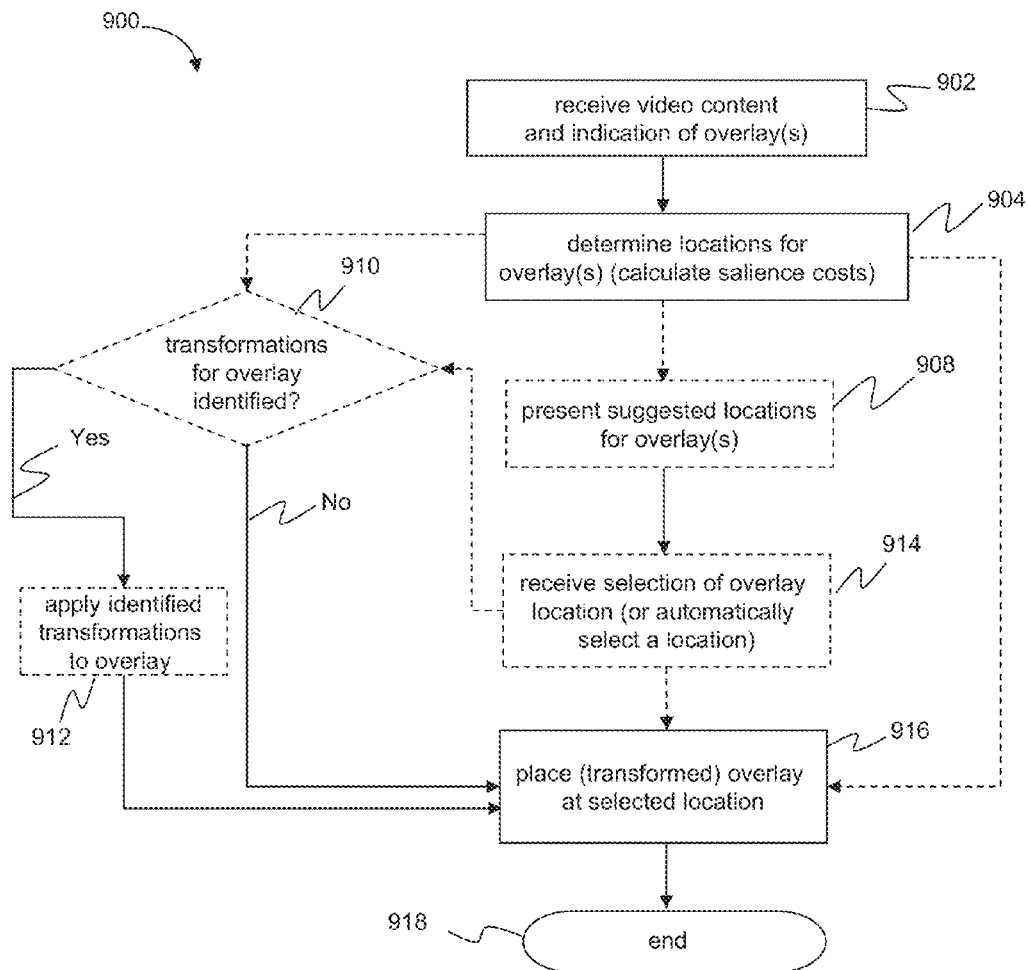 900
902
receive video content
and indication of overlay(s)
904
determine locations for
overlay(s) (calculate salience costs)
910
transformations
for overlay
identified?
908
present suggested locations
for overlay(s)
Yes
No
914
receive selection of overlay
location (or automatically
select a location)
apply identified
transformations
to overlay
912
916
place (transformed) overlay
at selected location
918
end